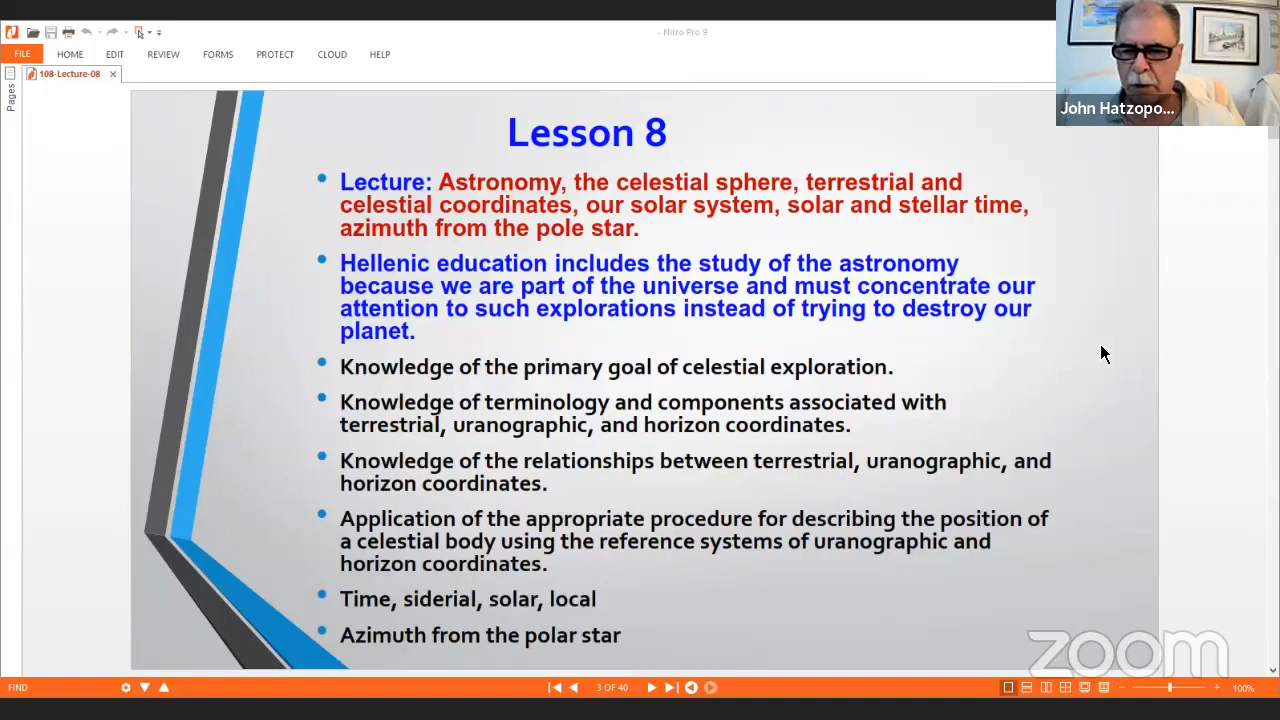 - Nitro Pro 9
FILE HOME EDIT REVIEW FORMS PROTECT CLOUD HELP
108-Lecture-08
Pages
John Hatzopo...
Lesson 8
• Lecture: Astronomy, the celestial sphere, terrestrial and
celestial coordinates, our solar system, solar and stellar time,
azimuth from the pole star.
• Hellenic education includes the study of the astronomy
because we are part of the universe and must concentrate our
attention to such explorations instead of trying to destroy our
planet.
• Knowledge of the primary goal of celestial exploration.
• Knowledge of terminology and components associated with
terrestrial, uranographic, and horizon coordinates.
• Knowledge of the relationships between terrestrial, uranographic, and
horizon coordinates.
• Application of the appropriate procedure for describing the position of
a celestial body using the reference systems of uranographic and
horizon coordinates.
• Time, siderial, solar, local
• Azimuth from the polar star
zoom
FIND 3 OF 40 100%